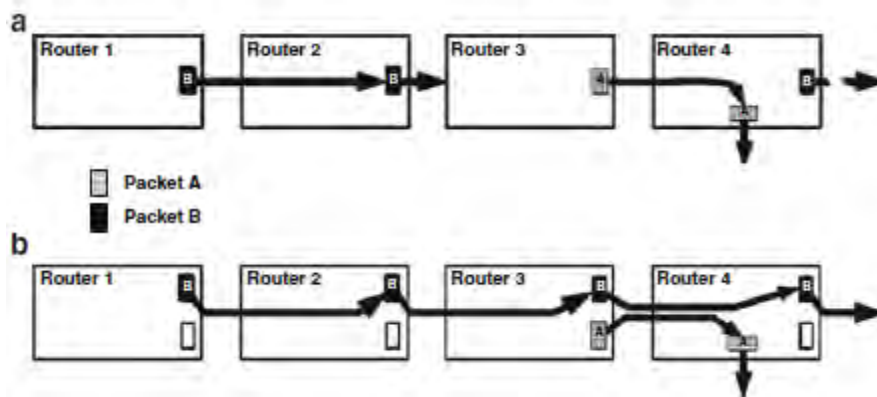 a
Router 1 Router 2 Router 3 Router 4
B B A B
A
Packet A
Packet B
b
Router 1 Router 2 Router 3 Router 4
B B B B
A A